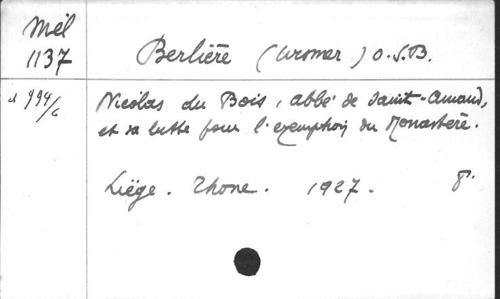 Mél
1137
Berlière (Ursmer) O.S.B.
994/6
Nicolas du Bois, abbé de Saint-Amand,
et sa lutte pour l'exemption du Monastère.
Liège. Thone. 1927. 8°.